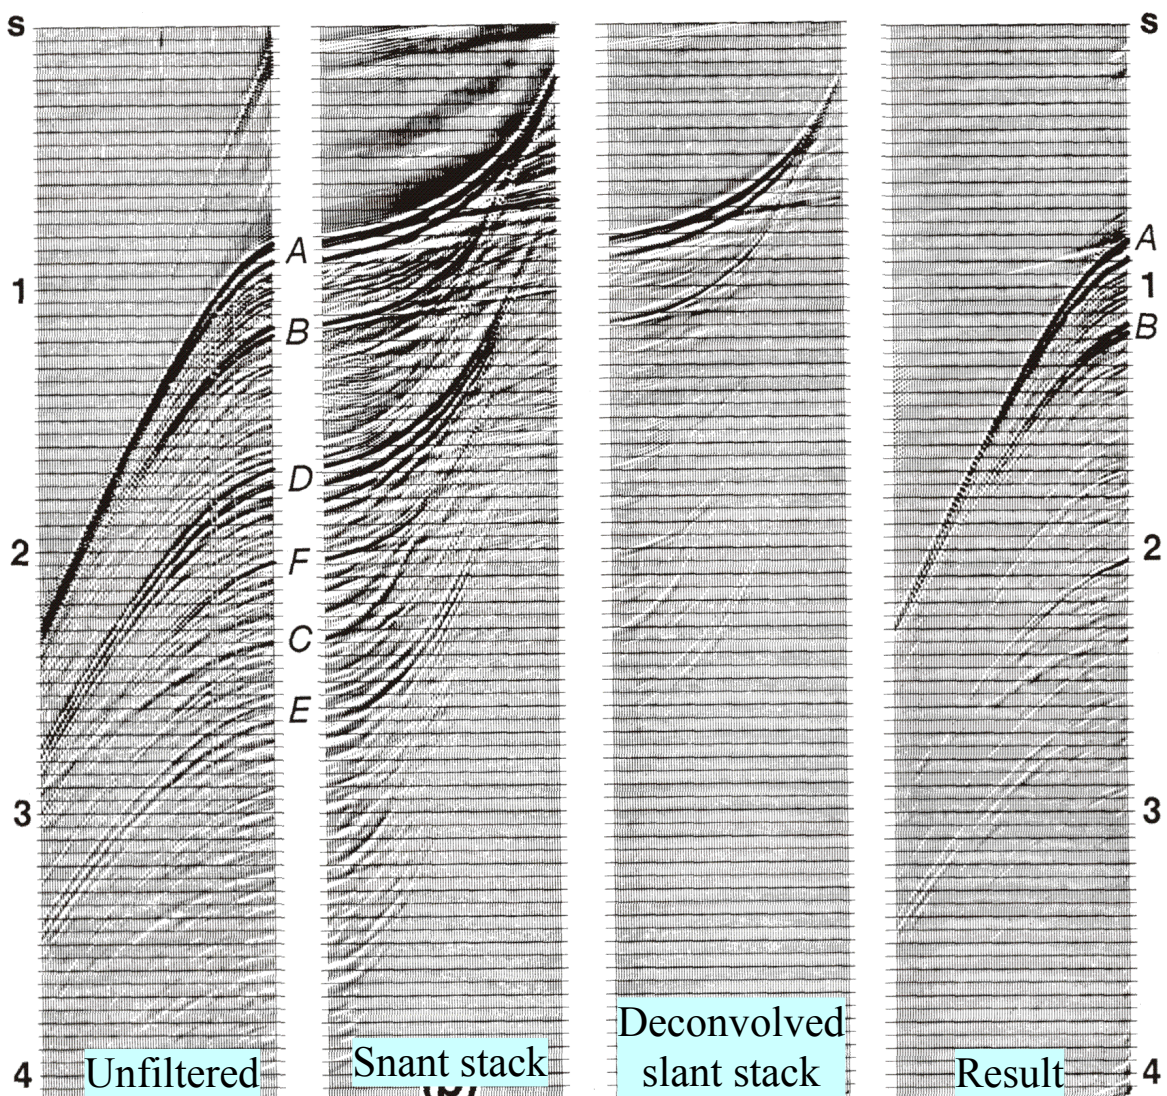 s
s
A
A
1
1
B
B
D
2
F
2
C
E
3
3
4
Unfiltered
Snant stack
Deconvolved
slant stack
Result
4